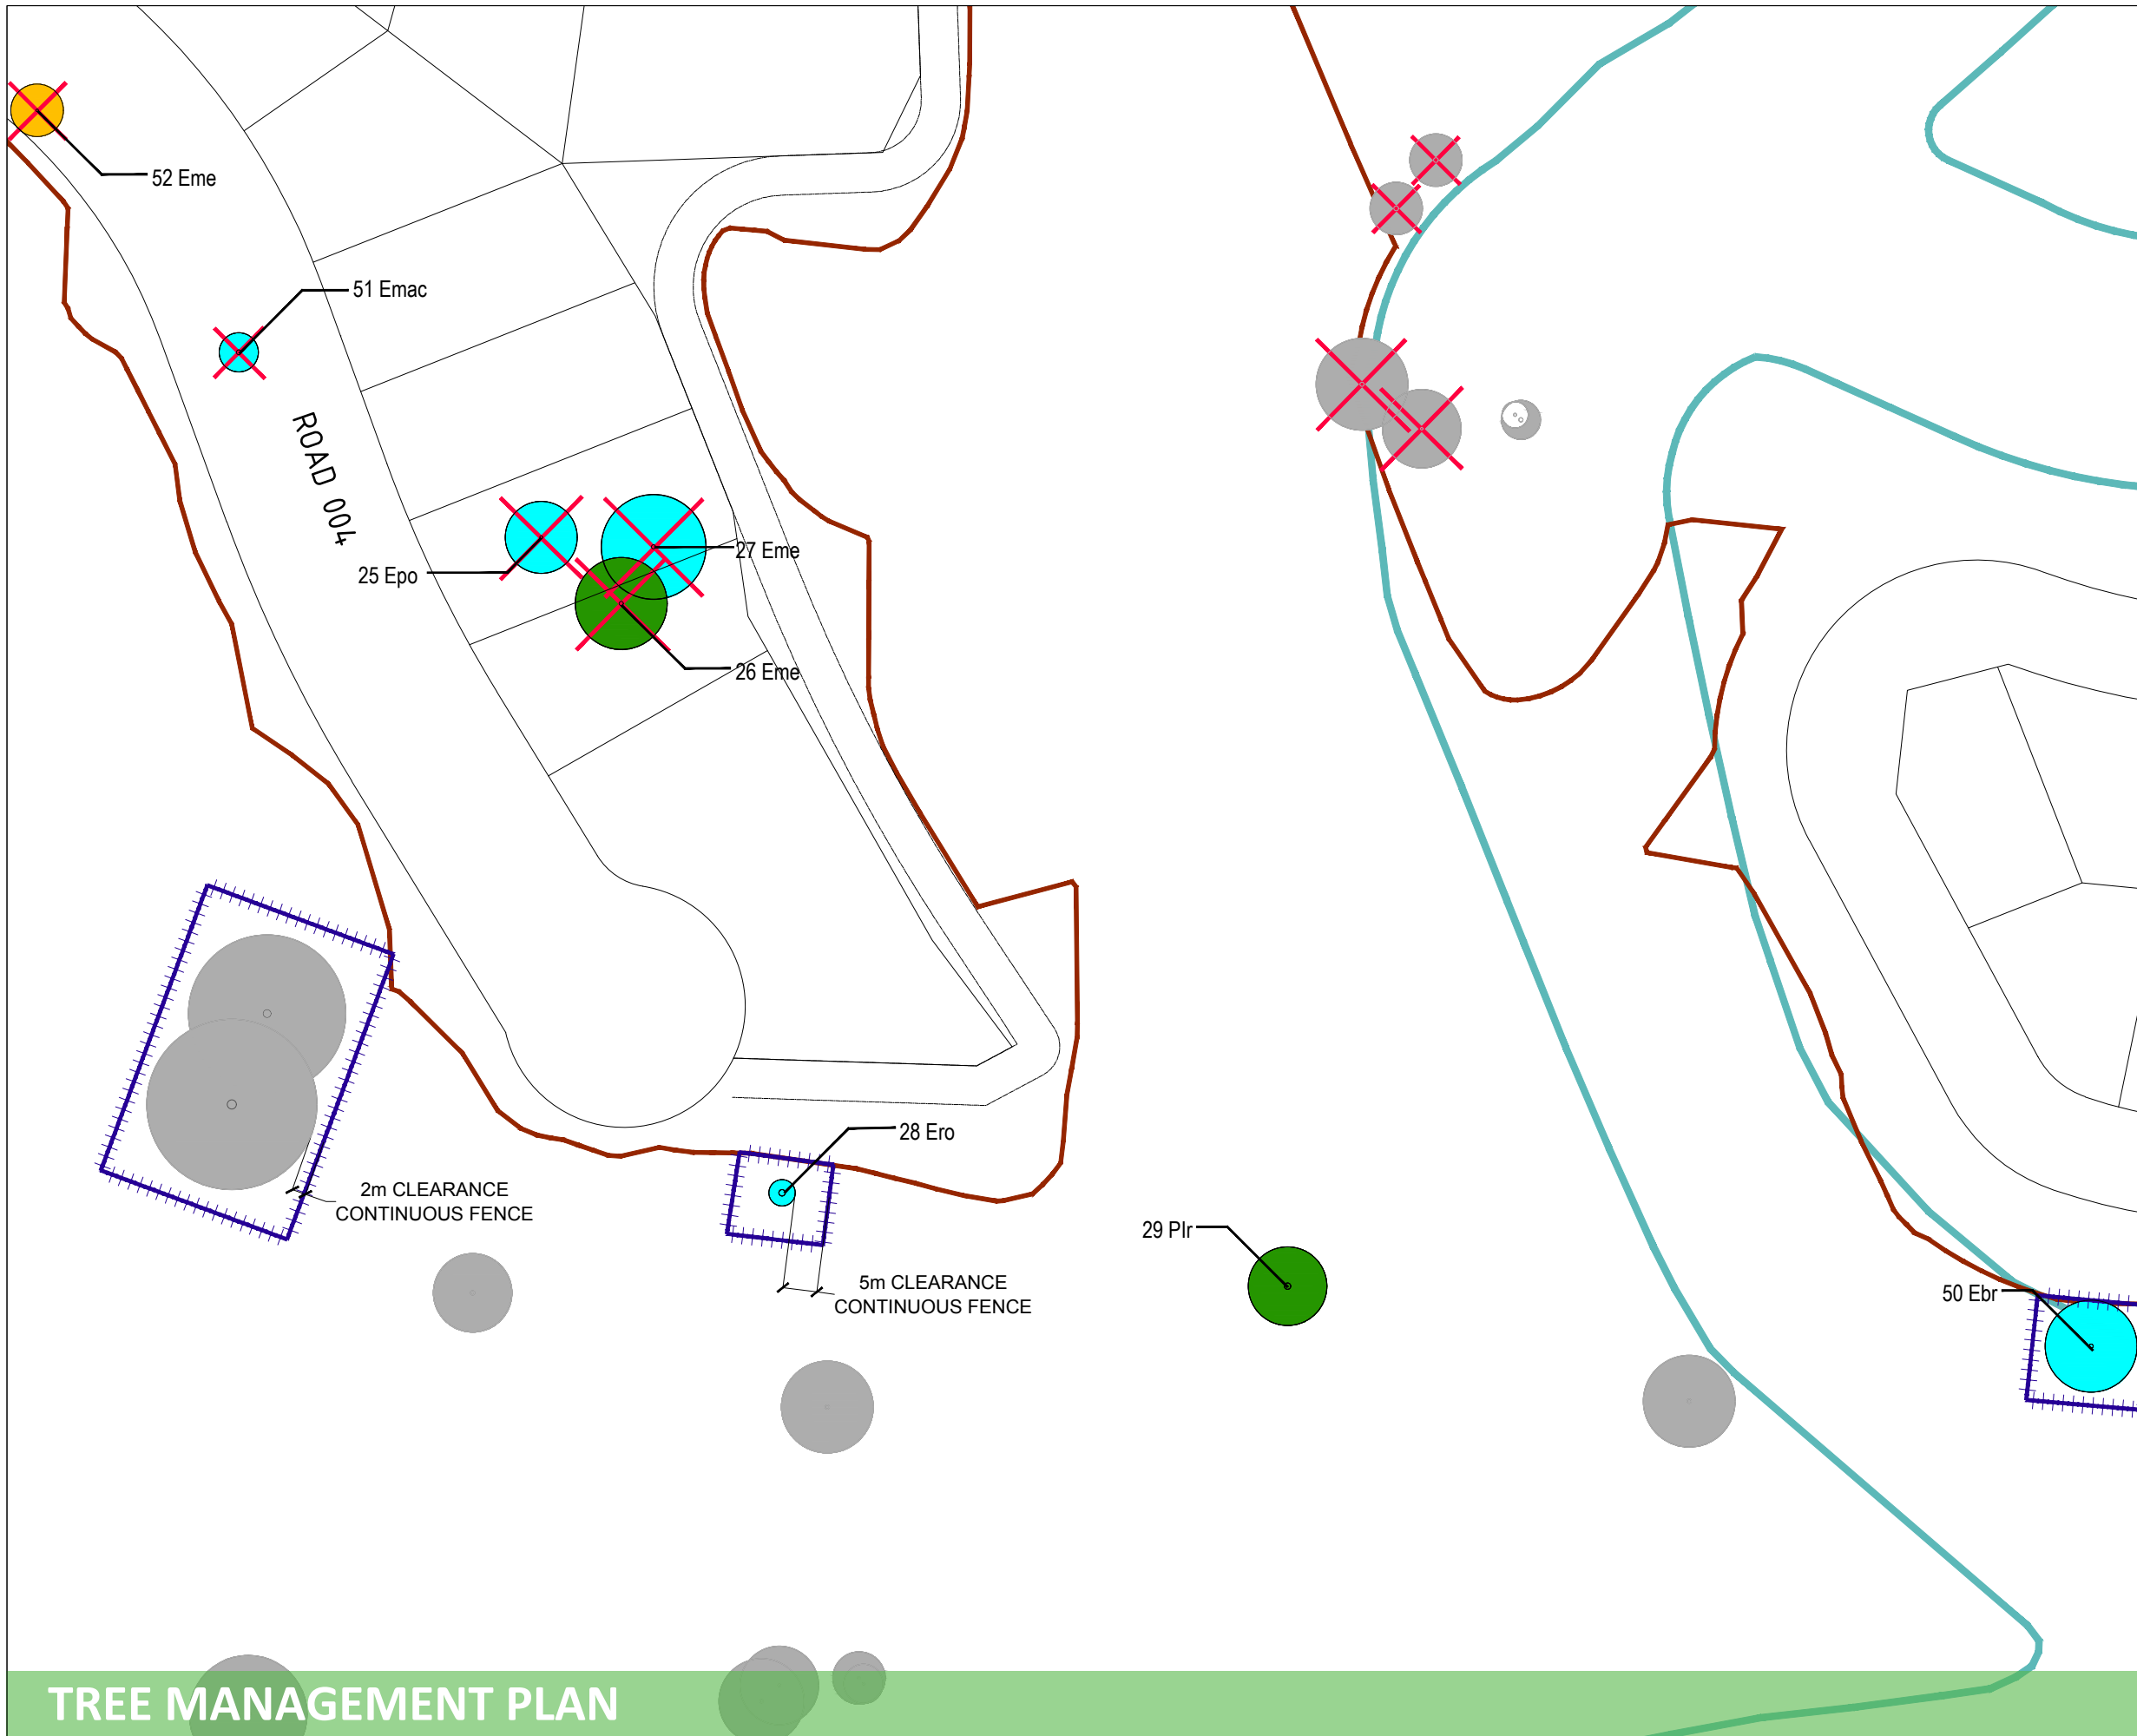 52 Eme
51 Emac
ROAD 004
27 Eme
25 Epo
26 Eme
28 Ero
2m CLEARANCE
CONTINUOUS FENCE
29 Plr
5m CLEARANCE
CONTINUOUS FENCE
50 Ebr
TREE MANAGEMENT PLAN